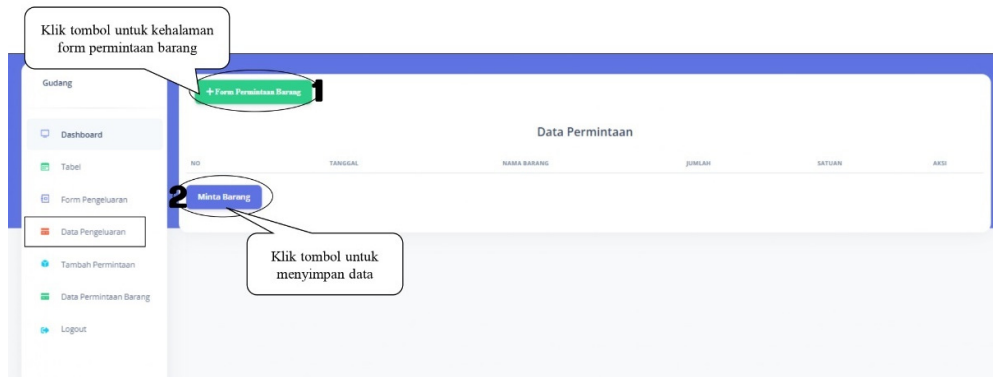 Klik tombol untuk kehalaman
form permintaan barang
Gudang
+ Form Permintaan Barang
1
Dashboard
Data Permintaan
Tabel
NO TANGGAL NAMA BARANG JUMLAH SATUAN AKSI
Form Pengeluaran
2
Minta Barang
Data Pengeluaran
Klik tombol untuk
menyimpan data
Tambah Permintaan
Data Permintaan Barang
Logout